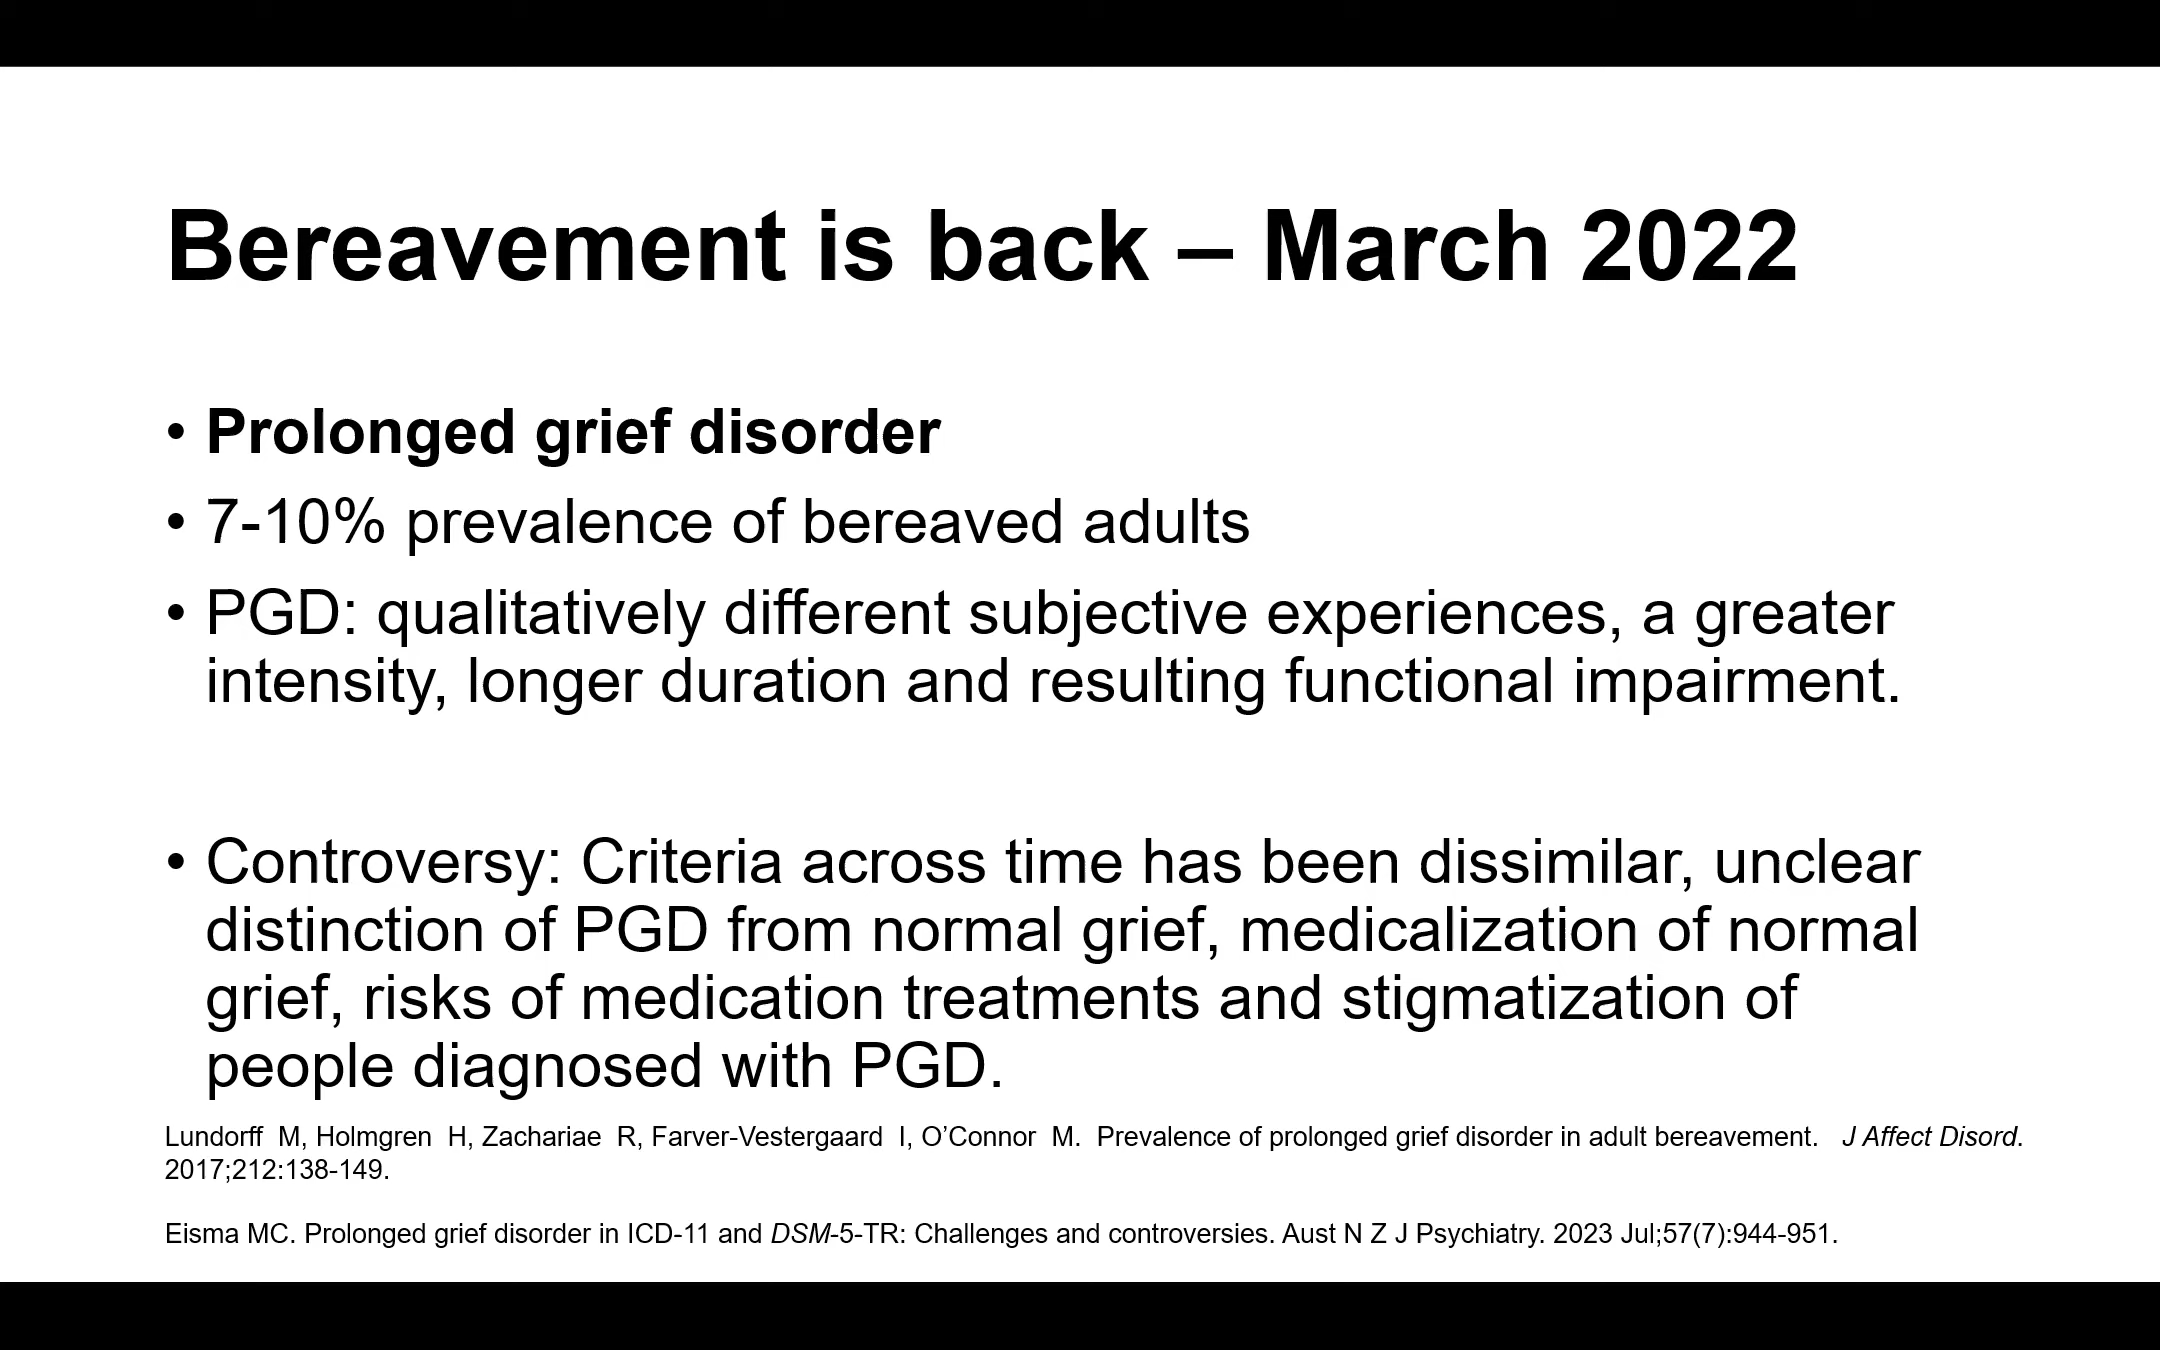 Bereavement is back – March 2022
• Prolonged grief disorder
• 7-10% prevalence of bereaved adults
• PGD: qualitatively different subjective experiences, a greater
intensity, longer duration and resulting functional impairment.
• Controversy: Criteria across time has been dissimilar, unclear
distinction of PGD from normal grief, medicalization of normal
grief, risks of medication treatments and stigmatization of
people diagnosed with PGD.
Lundorff M, Holmgren H, Zachariae R, Farver-Vestergaard I, O’Connor M. Prevalence of prolonged grief disorder in adult bereavement. J Affect Disord.
2017;212:138-149.
Eisma MC. Prolonged grief disorder in ICD-11 and DSM-5-TR: Challenges and controversies. Aust N Z J Psychiatry. 2023 Jul;57(7):944-951.